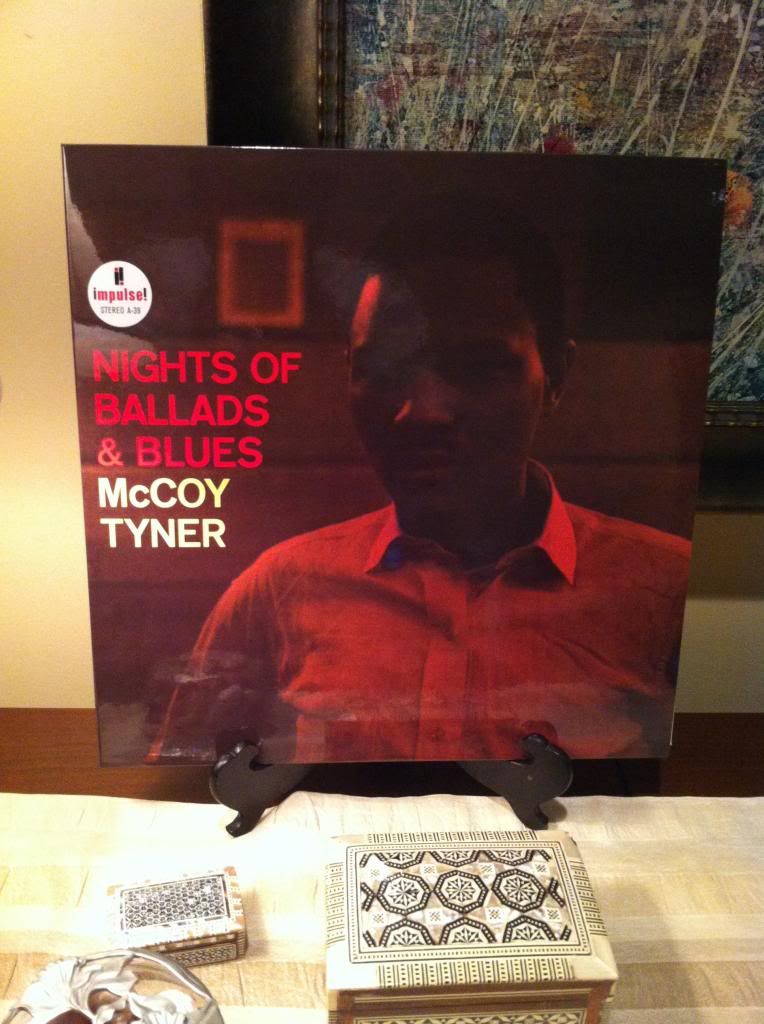 impulse!
STEREO A-39
NIGHTS OF
BALLADS
& BLUES
McCOY
TYNER